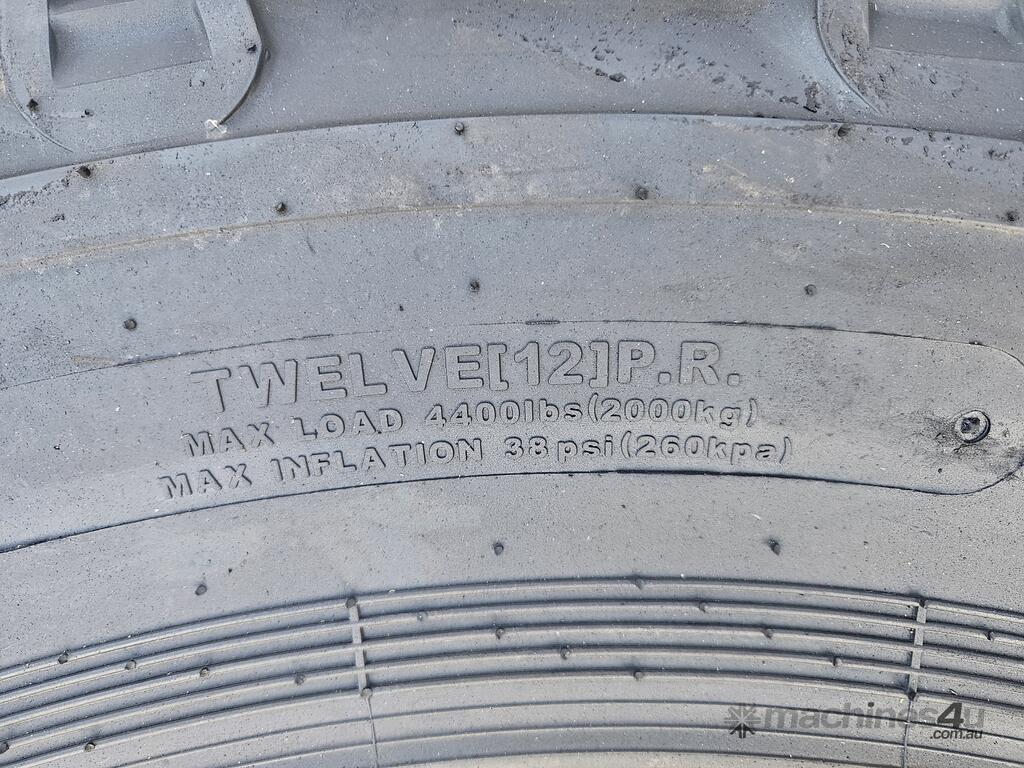 TWELVE[12]P.R.
MAX LOAD 4400lbs(2000kg)
MAX INFLATION 38psi(260kpa)
machines4u
.com.au